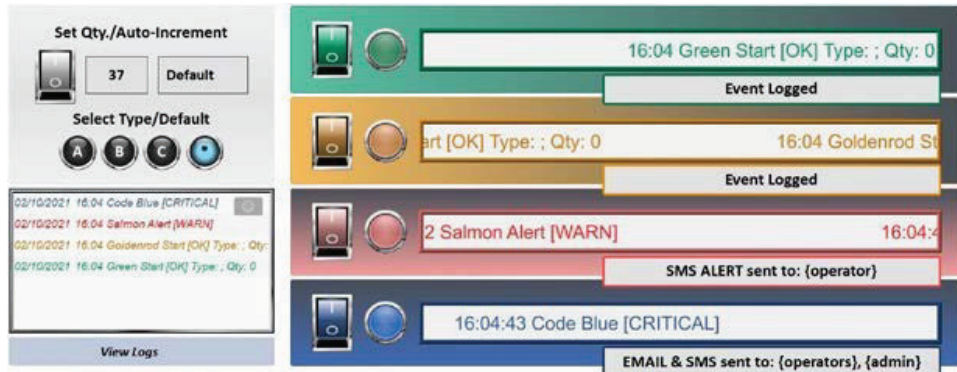 Set Qty./Auto-Increment
37 Default
Select Type/Default
A B C
02/10/2021 16:04 Code Blue [CRITICAL]
02/10/2021 16:04 Salmon Alert [WARN]
02/10/2021 16:04 Goldenrod Start [OK] Type: ; Qty:
02/10/2021 16:04 Green Start [OK] Type: ; Qty: 0
View Logs
16:04 Green Start [OK] Type: ; Qty: 0
Event Logged
art [OK] Type: ; Qty: 0 16:04 Goldenrod St
Event Logged
2 Salmon Alert [WARN] 16:04:4
SMS ALERT sent to: {operator}
16:04:43 Code Blue [CRITICAL]
EMAIL & SMS sent to: {operators}, {admin}